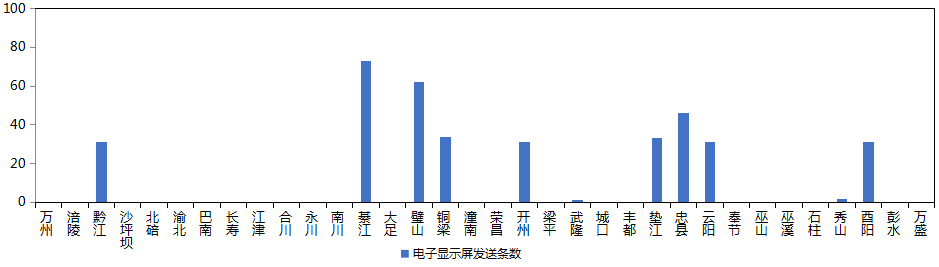 100
80
60
40
20
0
万州
涪陵
黔江
沙坪坝
北碚
渝北
巴南
长寿
江津
合川
永川
南川
綦江
大足
璧山
铜梁
潼南
荣昌
开州
梁平
武隆
城口
丰都
垫江
忠县
云阳
奉节
巫山
巫溪
石柱
秀山
酉阳
彭水
万盛
电子显示屏发送条数